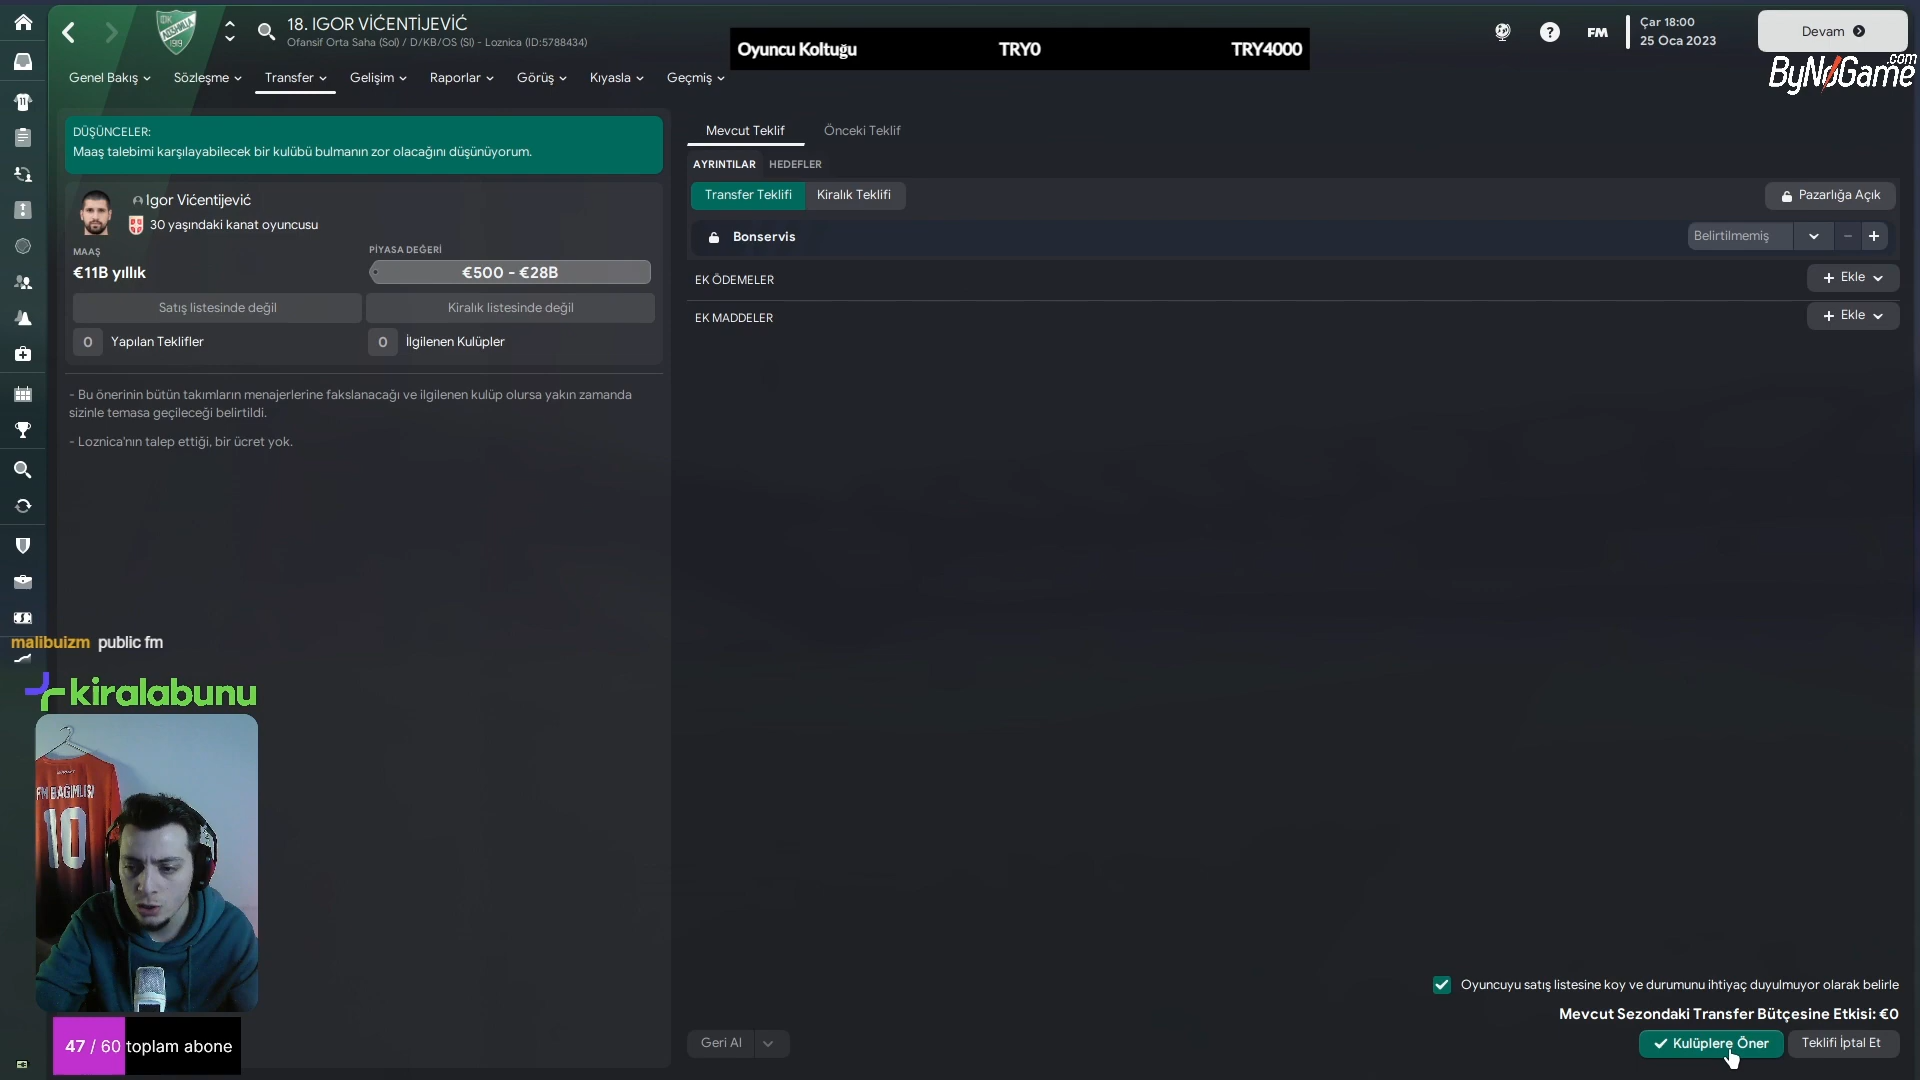 18. IGOR VIĆENTIJEVIĆ
Ofansif Orta Saha (Sol) / D/KB/OS (Sl) - Loznica (ID:5788434)
Oyuncu Koltuğu TRY0 TRY4000
FM
Çar 18:00
25 Oca 2023
Devam
ByNoGame.com
Genel Bakış Sözleşme Transfer Gelişim Raporlar Görüş Kıyasla Geçmiş
DÜŞÜNCELER:
Maaş talebimi karşılayabilecek bir kulübü bulmanın zor olacağını düşünüyorum.
Igor Vićentijević
30 yaşındaki kanat oyuncusu
MAAŞ
€11B yıllık
PİYASA DEĞERİ
€500 - €28B
Satış listesinde değil
Kiralık listesinde değil
0 Yapılan Teklifler
0 İlgilenen Kulüpler
- Bu önerinin bütün takımların menajerlerine fakslanacağı ve ilgilenen kulüp olursa yakın zamanda
sizinle temasa geçileceği belirtildi.
- Loznica'nın talep ettiği, bir ücret yok.
Mevcut Teklif Önceki Teklif
AYRINTILAR HEDEFLER
Transfer Teklifi Kiralık Teklifi
Pazarlığa Açık
Bonservis
Belirtilmemiş
EK ÖDEMELER
+ Ekle
EK MADDELER
+ Ekle
malibuizm public fm
kiralabunu
FM BAGIMLISI
10
47 / 60 toplam abone
Geri Al
Oyuncuyu satış listesine koy ve durumunu ihtiyaç duyulmuyor olarak belirle
Mevcut Sezondaki Transfer Bütçesine Etkisi: €0
Kulüplere Öner
Teklifi İptal Et